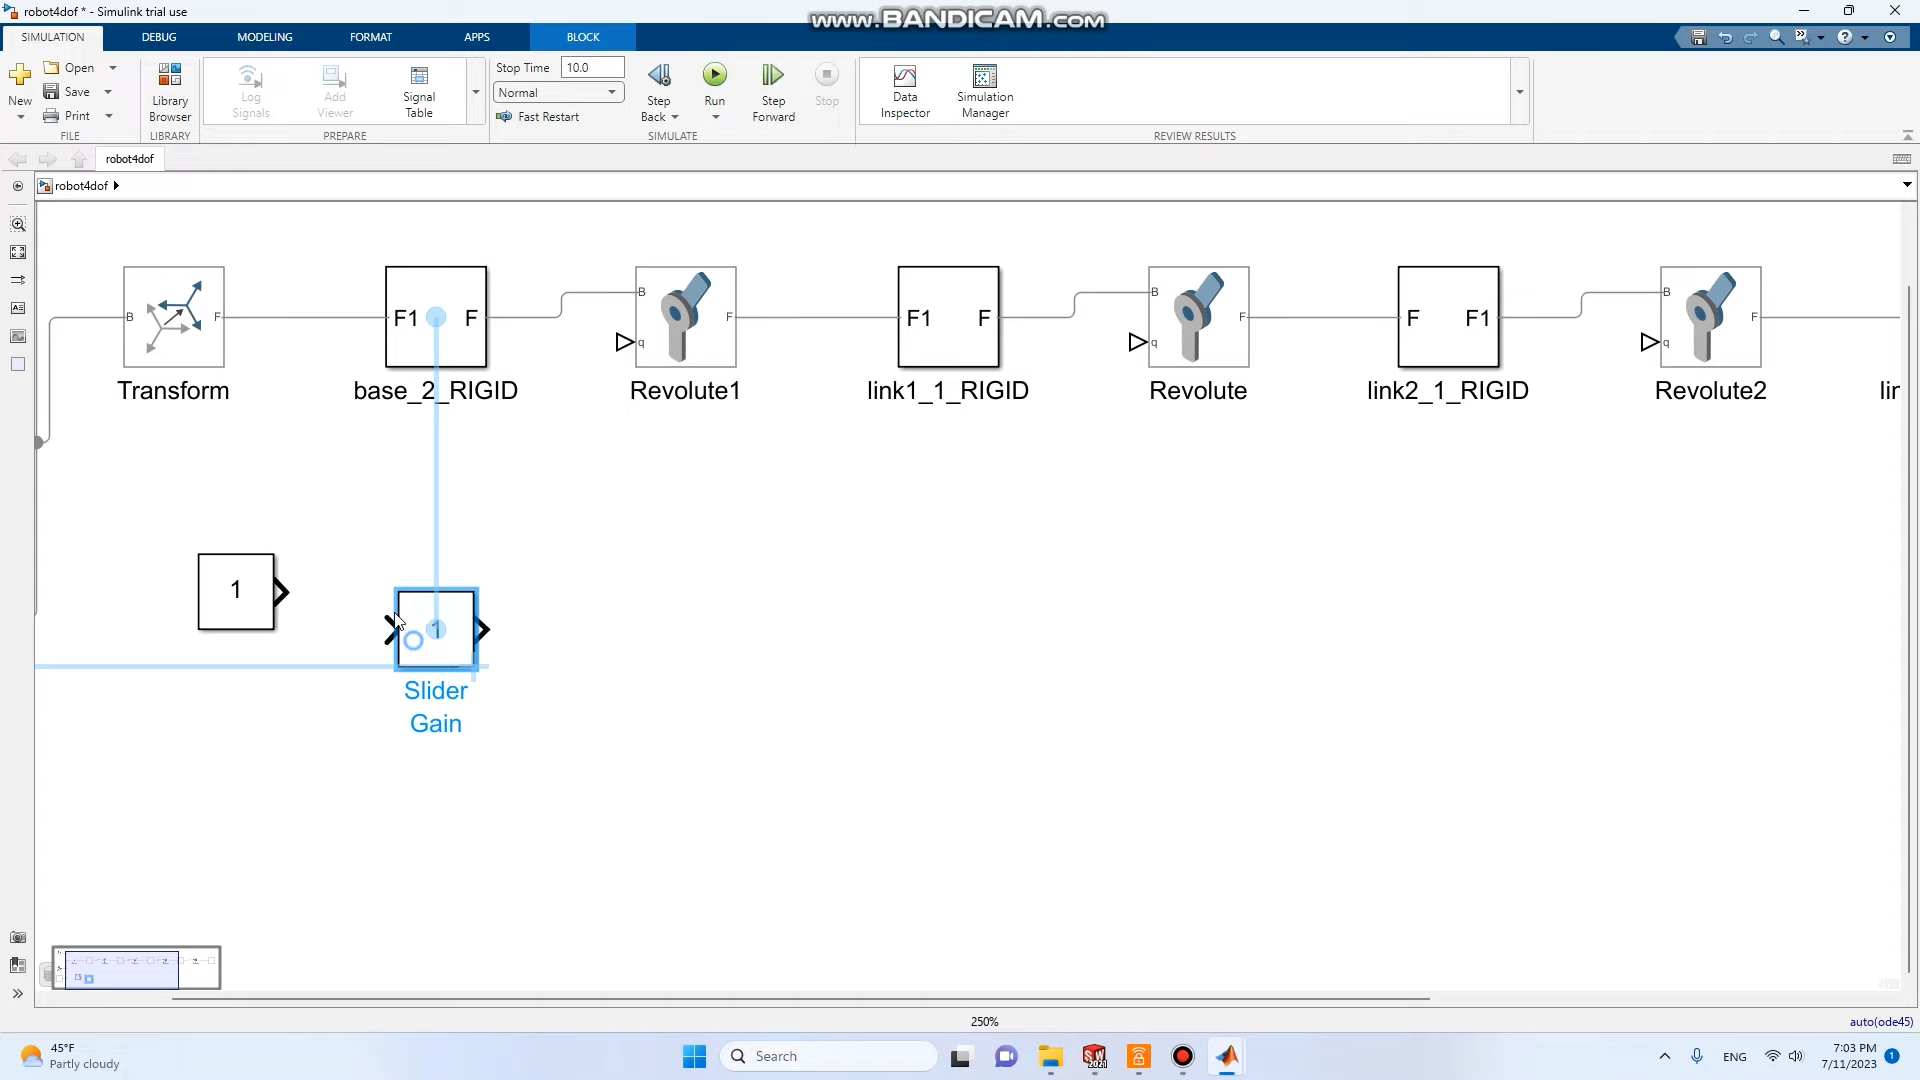 robot4dof * - Simulink trial use
www.BANDICAM.com
SIMULATION
DEBUG
MODELING
FORMAT
APPS
BLOCK
New
Open
Save
Print
FILE
Library
Browser
LIBRARY
Log
Signals
Add
Viewer
Signal
Table
PREPARE
Stop Time 10.0
Normal
Fast Restart
Step
Back
Run
Step
Forward
Stop
SIMULATE
Data
Inspector
Simulation
Manager
REVIEW RESULTS
robot4dof
robot4dof
B F
Transform
F1 F
base_2_RIGID
B
F
q
Revolute1
F1 F
link1_1_RIGID
B
F
q
Revolute
F F1
link2_1_RIGID
B
F
q
Revolute2
lir
1
1
Slider
Gain
250%
auto(ode45)
45°F
Partly cloudy
Search
SW
2021
ENG
7:03 PM
7/11/2023
1